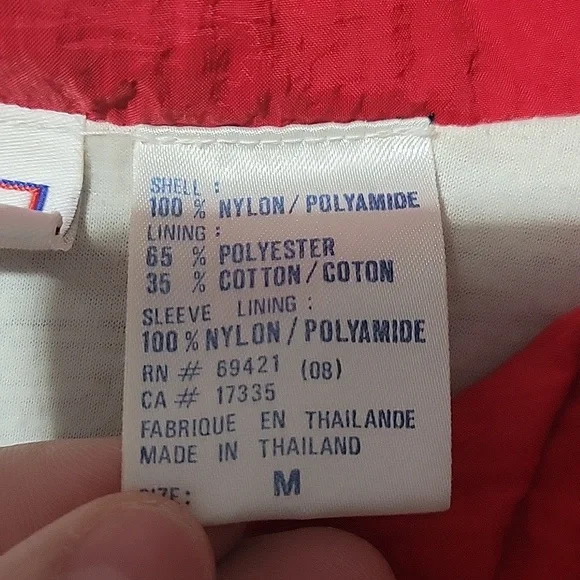 SHELL :
100 % NYLON / POLYAMIDE
LINING :
65 % POLYESTER
35 % COTTON / COTON
SLEEVE LINING :
100 % NYLON / POLYAMIDE
RN # 69421 (08)
CA # 17335
FABRIQUE EN THAILANDE
MADE IN THAILAND
SIZE: M